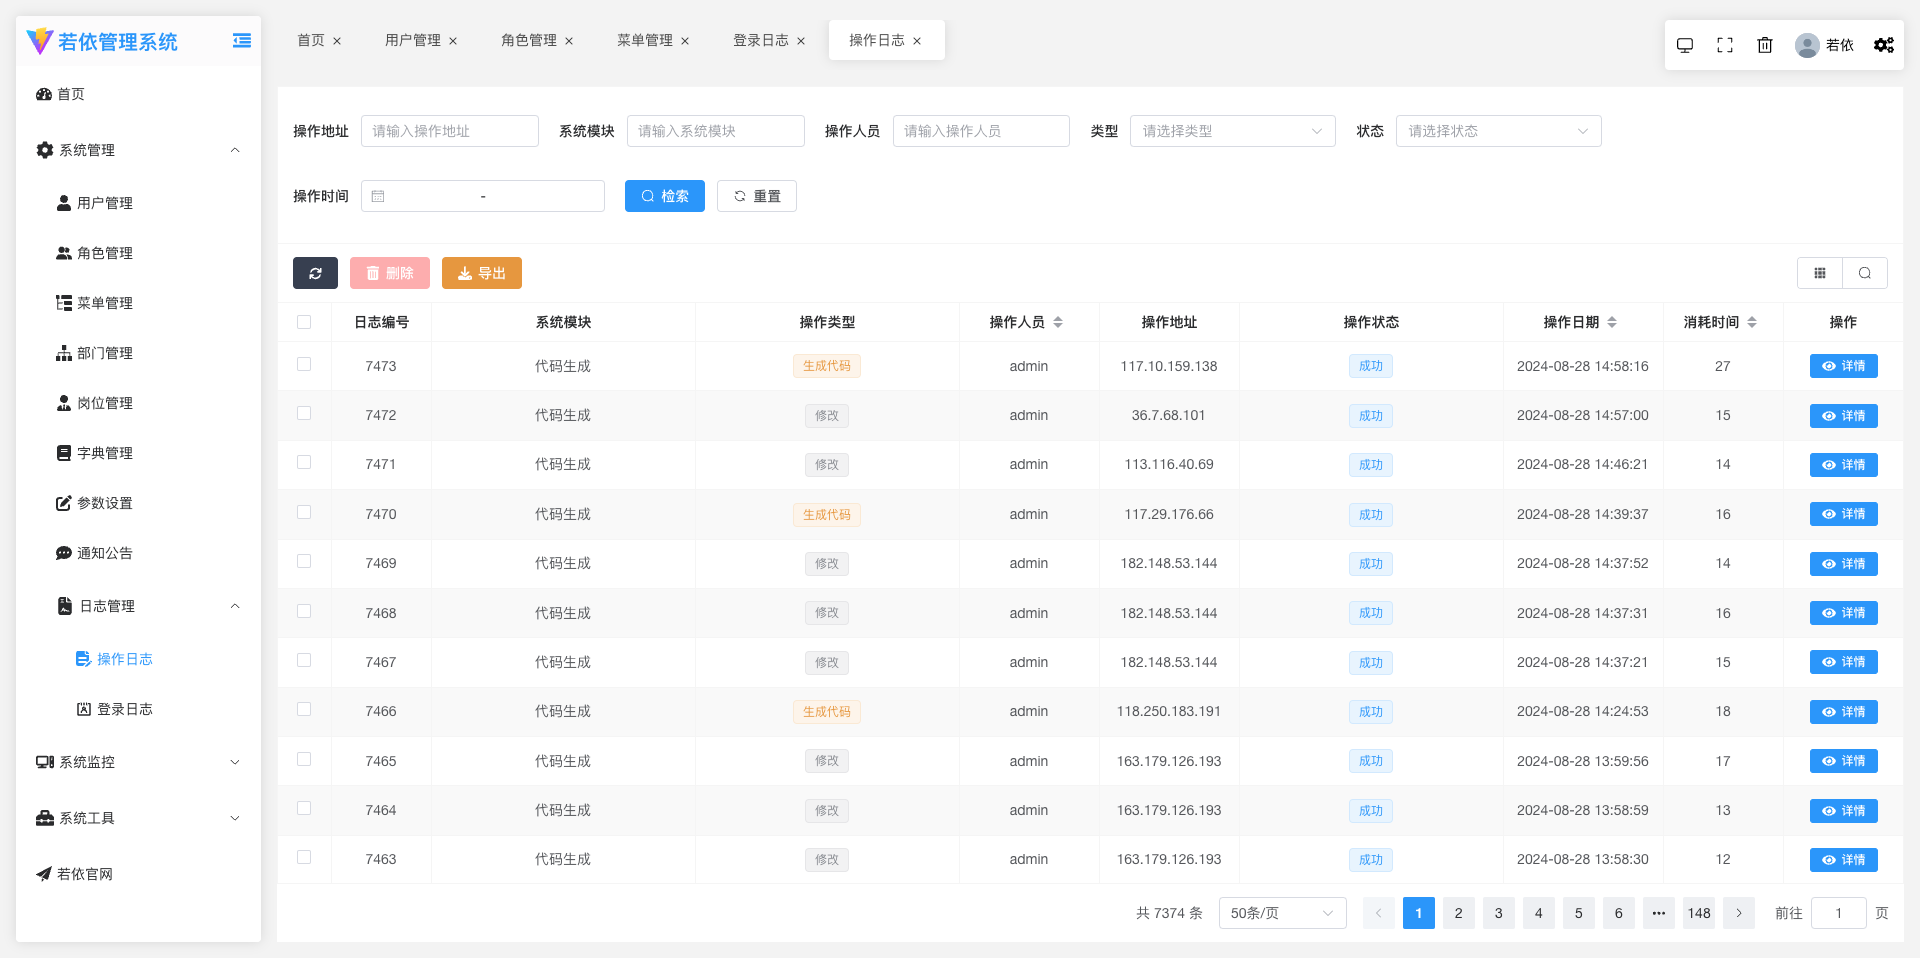 若依管理系统
首页
系统管理
用户管理
角色管理
菜单管理
部门管理
岗位管理
字典管理
参数设置
通知公告
日志管理
操作日志
登录日志
系统监控
系统工具
若依官网
首页 用户管理 角色管理 菜单管理 登录日志 操作日志
若依
操作地址 请输入操作地址 系统模块 请输入系统模块 操作人员 请输入操作人员 类型 请选择类型 状态 请选择状态
操作时间 - 检索 重置
删除 导出
日志编号 系统模块 操作类型 操作人员 操作地址 操作状态 操作日期 消耗时间 操作
7473 代码生成 生成代码 admin 117.10.159.138 成功 2024-08-28 14:58:16 27 详情
7472 代码生成 修改 admin 36.7.68.101 成功 2024-08-28 14:57:00 15 详情
7471 代码生成 修改 admin 113.116.40.69 成功 2024-08-28 14:46:21 14 详情
7470 代码生成 生成代码 admin 117.29.176.66 成功 2024-08-28 14:39:37 16 详情
7469 代码生成 修改 admin 182.148.53.144 成功 2024-08-28 14:37:52 14 详情
7468 代码生成 修改 admin 182.148.53.144 成功 2024-08-28 14:37:31 16 详情
7467 代码生成 修改 admin 182.148.53.144 成功 2024-08-28 14:37:21 15 详情
7466 代码生成 生成代码 admin 118.250.183.191 成功 2024-08-28 14:24:53 18 详情
7465 代码生成 修改 admin 163.179.126.193 成功 2024-08-28 13:59:56 17 详情
7464 代码生成 修改 admin 163.179.126.193 成功 2024-08-28 13:58:59 13 详情
7463 代码生成 修改 admin 163.179.126.193 成功 2024-08-28 13:58:30 12 详情
共 7374 条 50条/页 1 2 3 4 5 6 ••• 148 前往 1 页